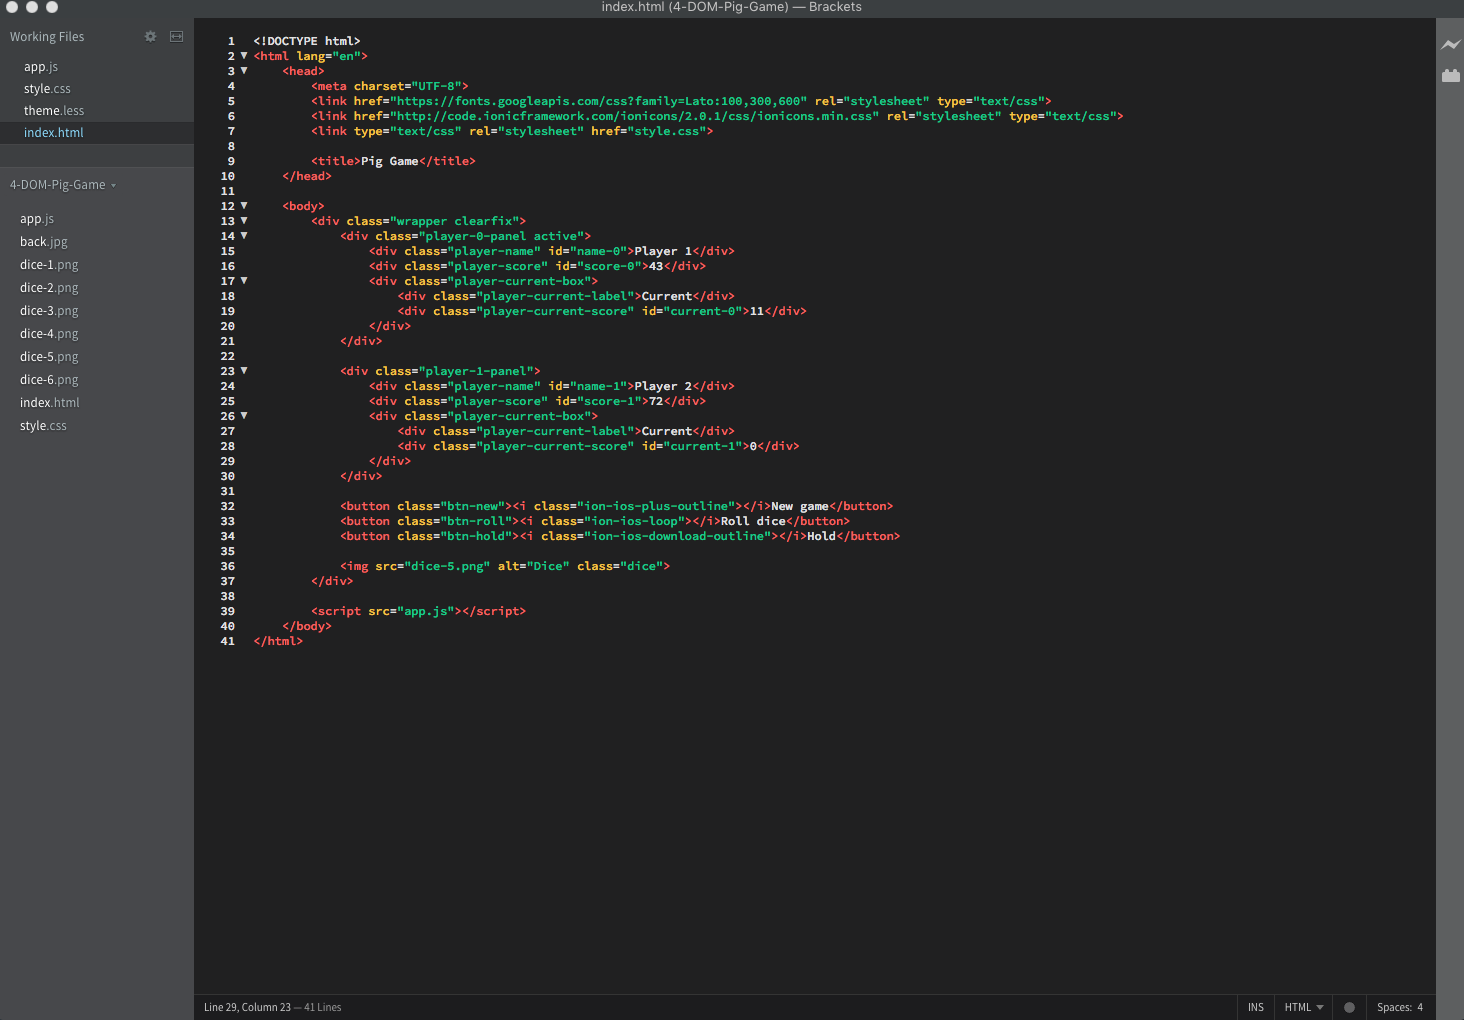 index.html (4-DOM-Pig-Game) — Brackets
Working Files
app.js
style.css
theme.less
index.html
4-DOM-Pig-Game
app.js
back.jpg
dice-1.png
dice-2.png
dice-3.png
dice-4.png
dice-5.png
dice-6.png
index.html
style.css
1 <!DOCTYPE html>
2 <html lang="en">
3 <head>
4 <meta charset="UTF-8">
5 <link href="https://fonts.googleapis.com/css?family=Lato:100,300,600" rel="stylesheet" type="text/css">
6 <link href="http://code.ionicframework.com/ionicons/2.0.1/css/ionicons.min.css" rel="stylesheet" type="text/css">
7 <link type="text/css" rel="stylesheet" href="style.css">
8
9 <title>Pig Game</title>
10 </head>
11
12 <body>
13 <div class="wrapper clearfix">
14 <div class="player-0-panel active">
15 <div class="player-name" id="name-0">Player 1</div>
16 <div class="player-score" id="score-0">43</div>
17 <div class="player-current-box">
18 <div class="player-current-label">Current</div>
19 <div class="player-current-score" id="current-0">11</div>
20 </div>
21 </div>
22
23 <div class="player-1-panel">
24 <div class="player-name" id="name-1">Player 2</div>
25 <div class="player-score" id="score-1">72</div>
26 <div class="player-current-box">
27 <div class="player-current-label">Current</div>
28 <div class="player-current-score" id="current-1">0</div>
29 </div>
30 </div>
31
32 <button class="btn-new"><i class="ion-ios-plus-outline"></i>New game</button>
33 <button class="btn-roll"><i class="ion-ios-loop"></i>Roll dice</button>
34 <button class="btn-hold"><i class="ion-ios-download-outline"></i>Hold</button>
35
36 <img src="dice-5.png" alt="Dice" class="dice">
37 </div>
38
39 <script src="app.js"></script>
40 </body>
41 </html>
Line 29, Column 23 — 41 Lines
INS HTML Spaces: 4